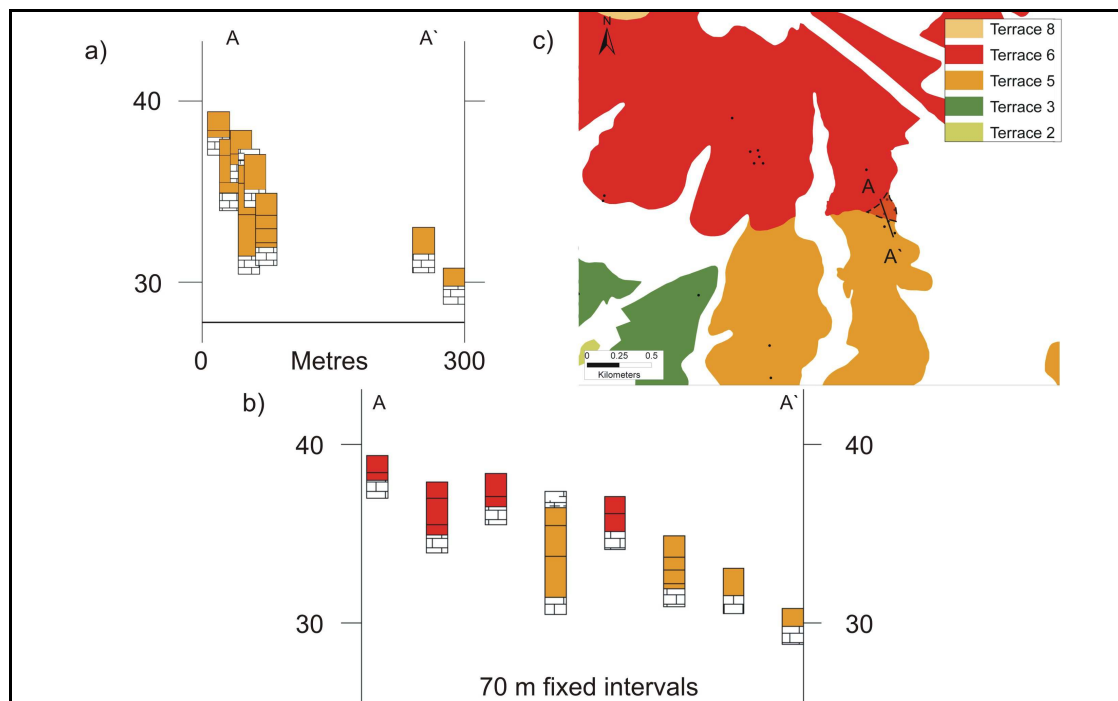 a)
A
A`
40
30
0
Metres
300
c)
N
Terrace 8
Terrace 6
Terrace 5
Terrace 3
Terrace 2
A
A`
0 0.25 0.5
Kilometers
b)
A
A`
40
40
30
30
70 m fixed intervals